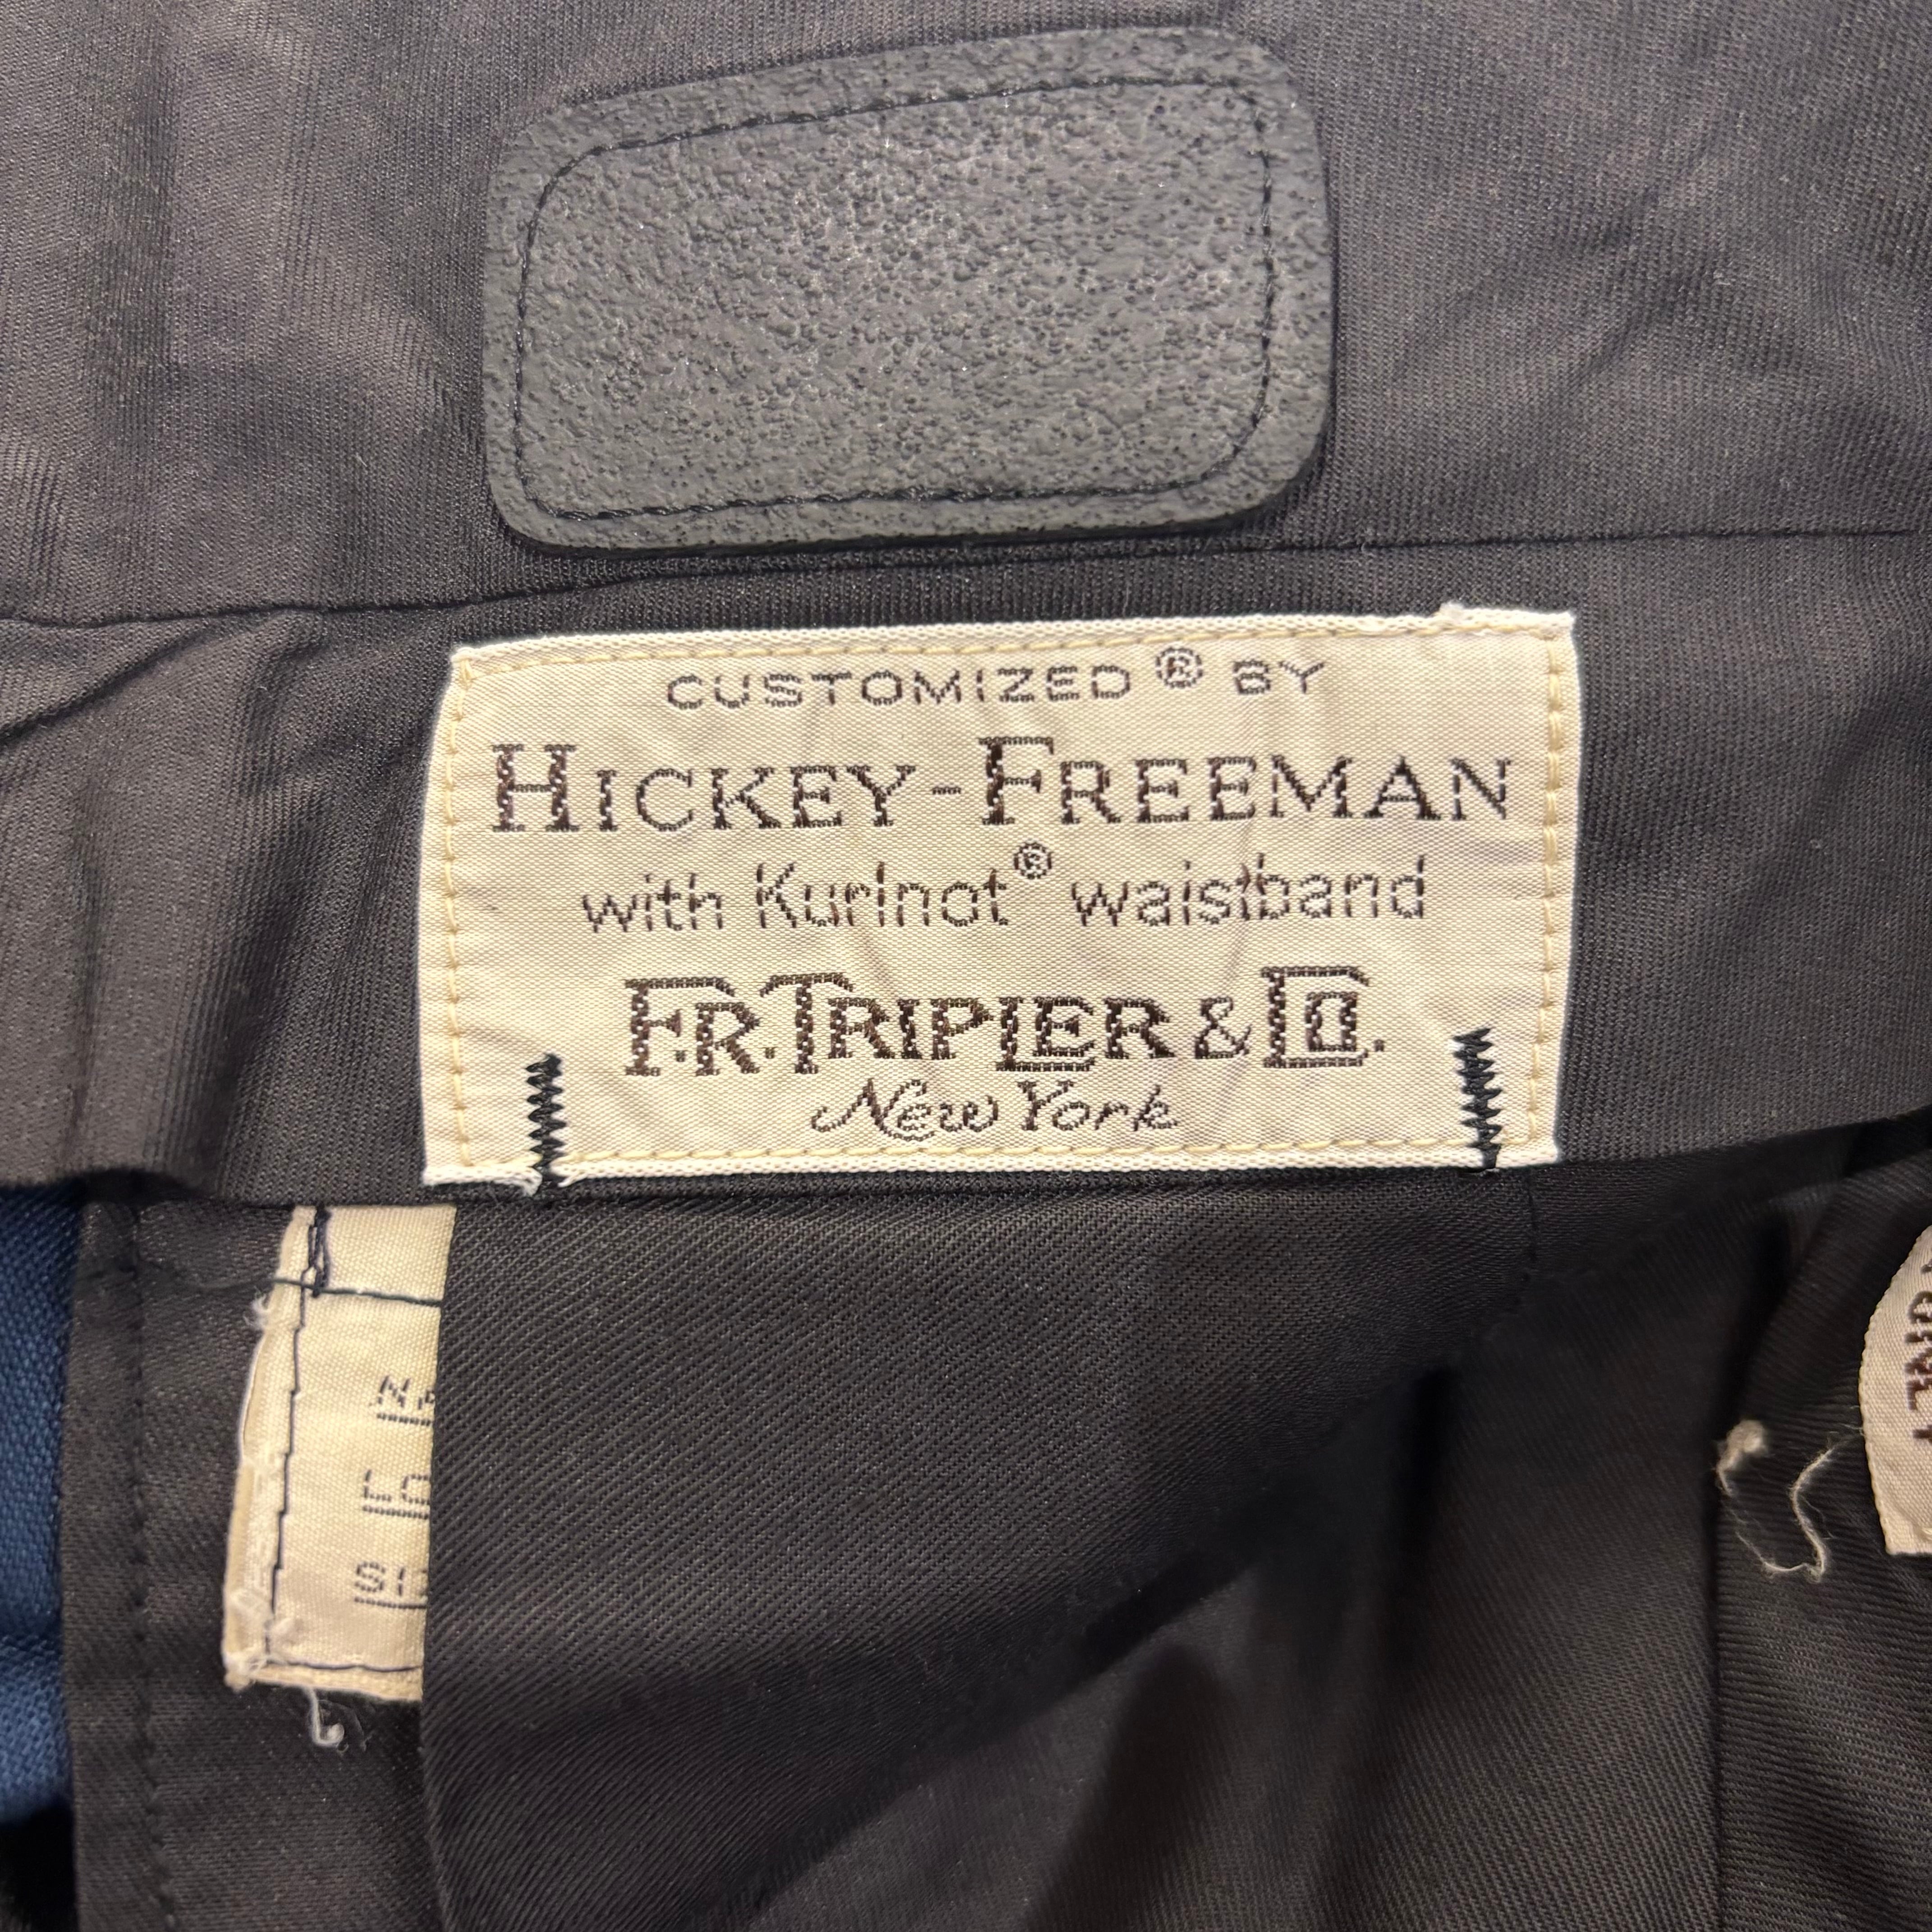 CUSTOMIZED® BY
HICKEY-FREEMAN
with Kurlnot® waistband
F.R. TRIPLER & CO.
New York